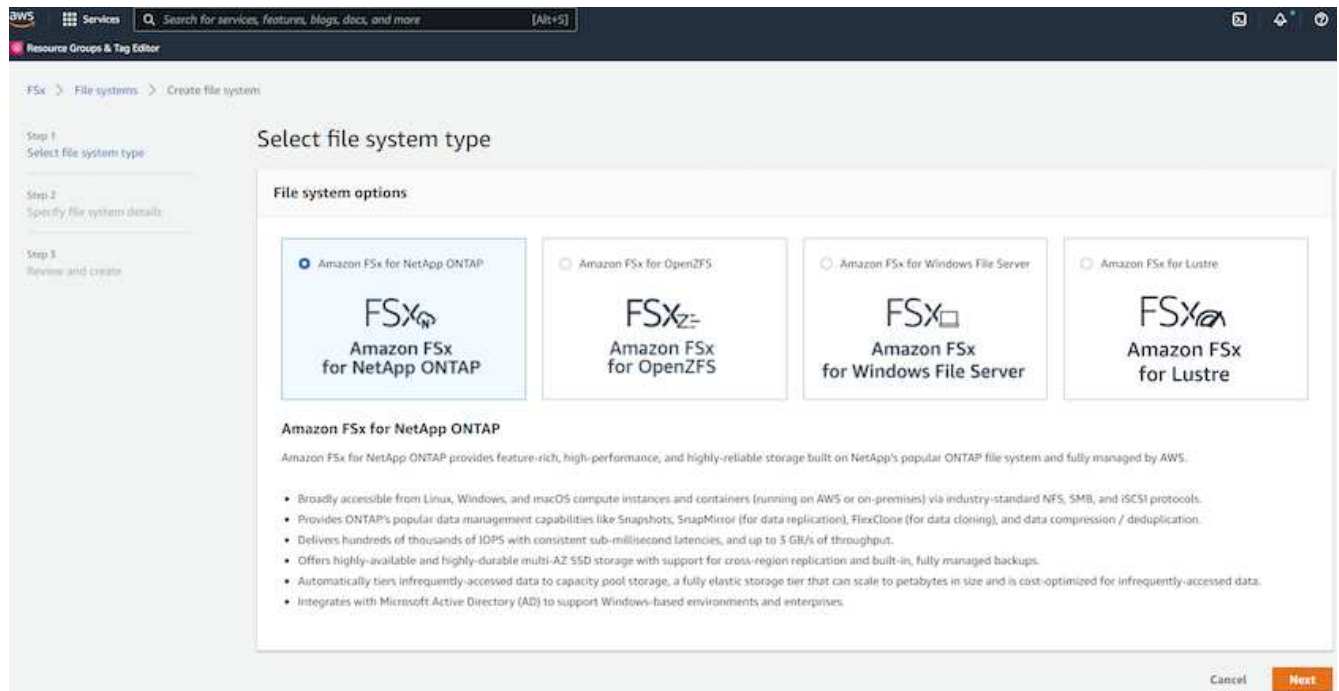 aws Services Search for services, features, blogs, docs, and more [Alt+S]
Resource Groups & Tag Editor
FSx > File systems > Create file system
Step 1
Select file system type
Step 2
Specify file system details
Step 3
Review and create
Select file system type
File system options
Amazon FSx for NetApp ONTAP
FSx N
Amazon FSx
for NetApp ONTAP
Amazon FSx for OpenZFS
FSx Z
Amazon FSx
for OpenZFS
Amazon FSx for Windows File Server
FSx
Amazon FSx
for Windows File Server
Amazon FSx for Lustre
FSx
Amazon FSx
for Lustre
Amazon FSx for NetApp ONTAP
Amazon FSx for NetApp ONTAP provides feature-rich, high-performance, and highly-reliable storage built on NetApp's popular ONTAP file system and fully managed by AWS.
• Broadly accessible from Linux, Windows, and macOS compute instances and containers (running on AWS or on-premises) via industry-standard NFS, SMB, and iSCSI protocols.
• Provides ONTAP's popular data management capabilities like Snapshots, SnapMirror (for data replication), FlexClone (for data cloning), and data compression / deduplication.
• Delivers hundreds of thousands of IOPS with consistent sub-millisecond latencies, and up to 3 GB/s of throughput.
• Offers highly-available and highly-durable multi-AZ SSD storage with support for cross-region replication and built-in, fully managed backups.
• Automatically tiers infrequently-accessed data to capacity pool storage, a fully elastic storage tier that can scale to petabytes in size and is cost-optimized for infrequently-accessed data.
• Integrates with Microsoft Active Directory (AD) to support Windows-based environments and enterprises.
Cancel Next